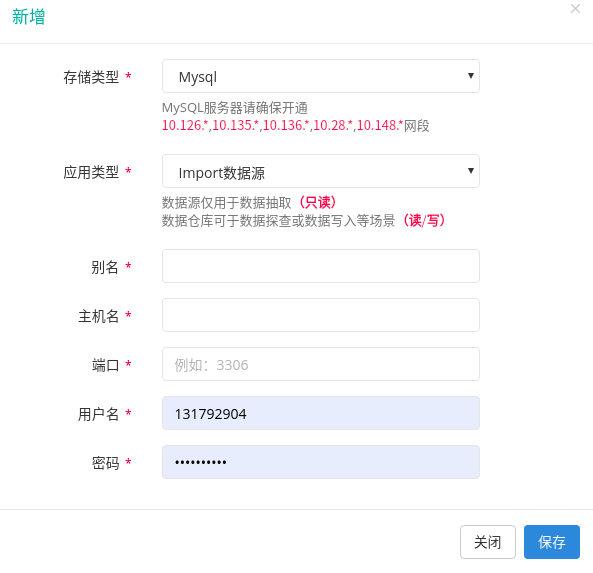 新增 ×
存储类型 * Mysql ▼
MySQL服务器请确保开通
10.126.*,10.135.*,10.136.*,10.28.*,10.148.*网段
应用类型 * Import数据源 ▼
数据源仅用于数据抽取（只读）
数据仓库可于数据探查或数据写入等场景（读/写）
别名 *
主机名 *
端口 * 例如：3306
用户名 * 131792904
密码 * ••••••••••
关闭 保存